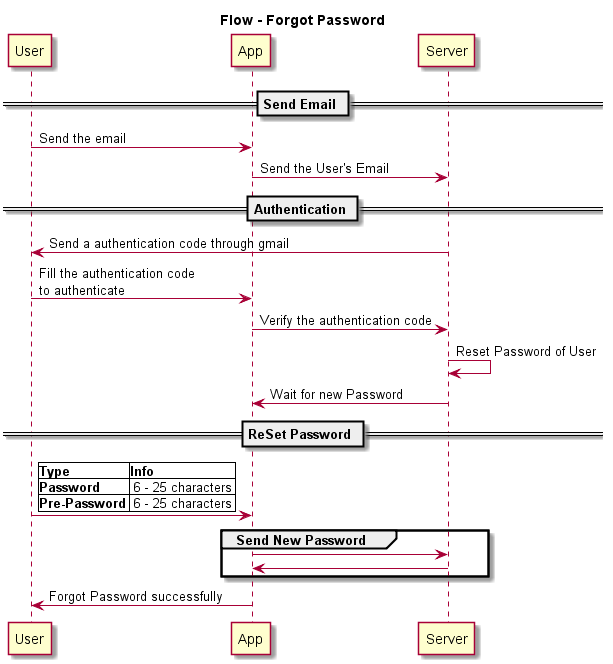 Flow - Forgot Password
User App Server
Send Email
Send the email
Send the User's Email
Authentication
Send a authentication code through gmail
Fill the authentication code
to authenticate
Verify the authentication code
Reset Password of User
Wait for new Password
ReSet Password
Type Info
Password 6 - 25 characters
Pre-Password 6 - 25 characters
Send New Password
Forgot Password successfully
User App Server